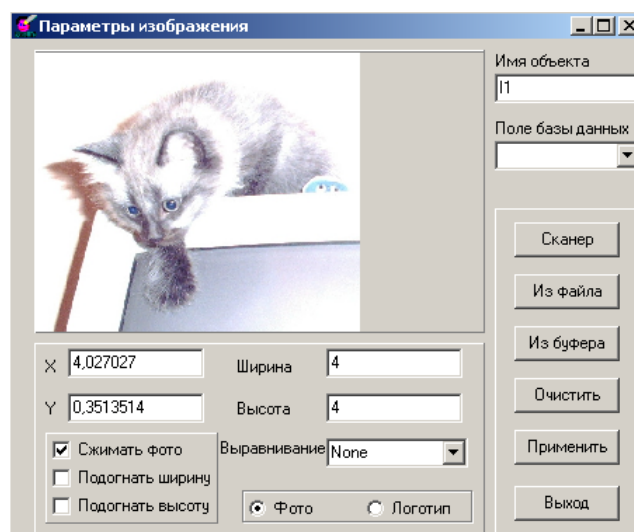 Параметры изображения
Имя объекта
I1
Поле базы данных
Сканер
Из файла
Из буфера
Очистить
Применить
Выход
X 4,027027 Ширина 4
Y 0,3513514 Высота 4
Сжимать фото Выравнивание None
Подогнать ширину
Подогнать высоту
Фото Логотип